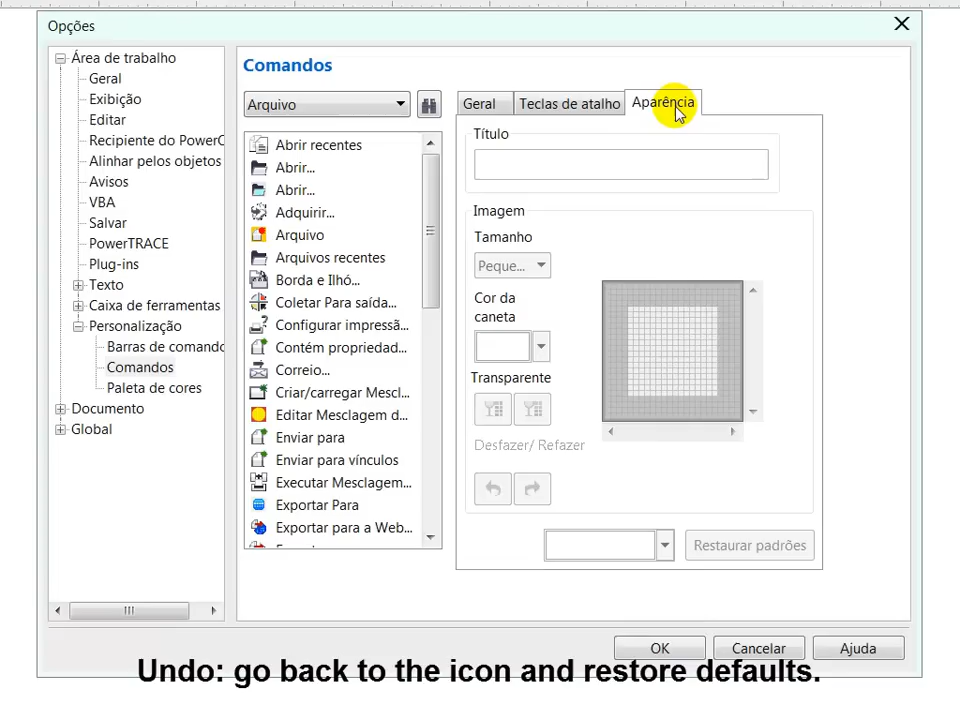 Opções
Área de trabalho
Geral
Exibição
Editar
Recipiente do PowerC
Alinhar pelos objetos
Avisos
VBA
Salvar
PowerTRACE
Plug-ins
Texto
Caixa de ferramentas
Personalização
Barras de comando
Comandos
Paleta de cores
Documento
Global
Comandos
Arquivo
Abrir recentes
Abrir...
Abrir...
Adquirir...
Arquivo
Arquivos recentes
Borda e Ilhó...
Coletar Para saída...
Configurar impressã...
Contém propriedad...
Correio...
Criar/carregar Mescl...
Editar Mesclagem d...
Enviar para
Enviar para vínculos
Executar Mesclagem...
Exportar Para
Exportar para a Web...
Geral
Teclas de atalho
Aparência
Título
Imagem
Tamanho
Peque...
Cor da
caneta
Transparente
Desfazer/ Refazer
Restaurar padrões
OK
Cancelar
Ajuda
Undo: go back to the icon and restore defaults.